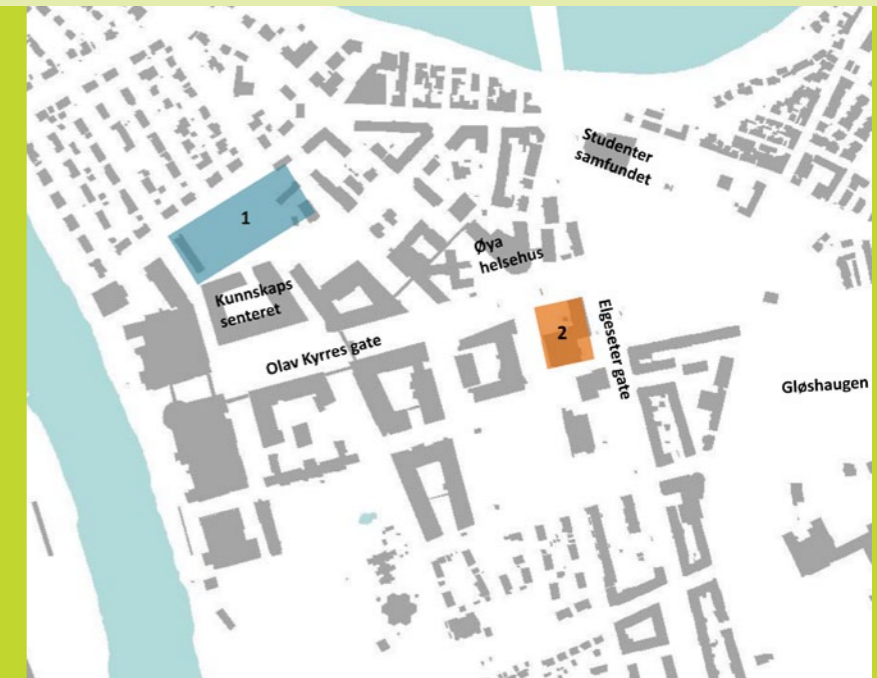 Studenter
samfundet
1
Øya
helsehus
Kunnskaps
senteret
2
Elgeseter gate
Olav Kyrres gate
Gløshaugen